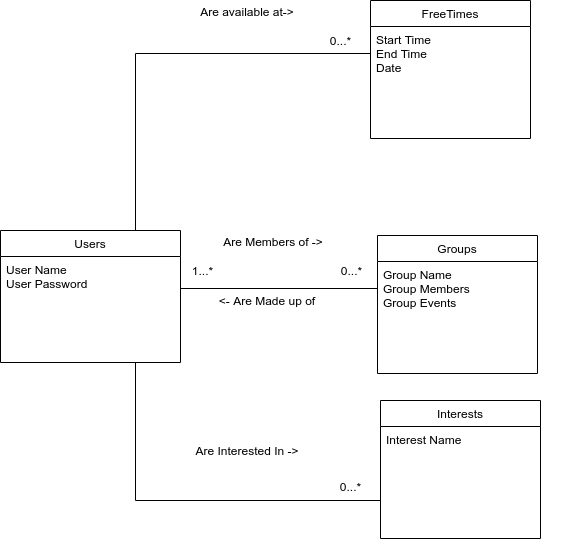 Are available at->
FreeTimes
0...*
Start Time
End Time
Date
Users
User Name
User Password
Are Members of ->
1...*
0...*
<- Are Made up of
Groups
Group Name
Group Members
Group Events
Interests
Interest Name
Are Interested In ->
0...*